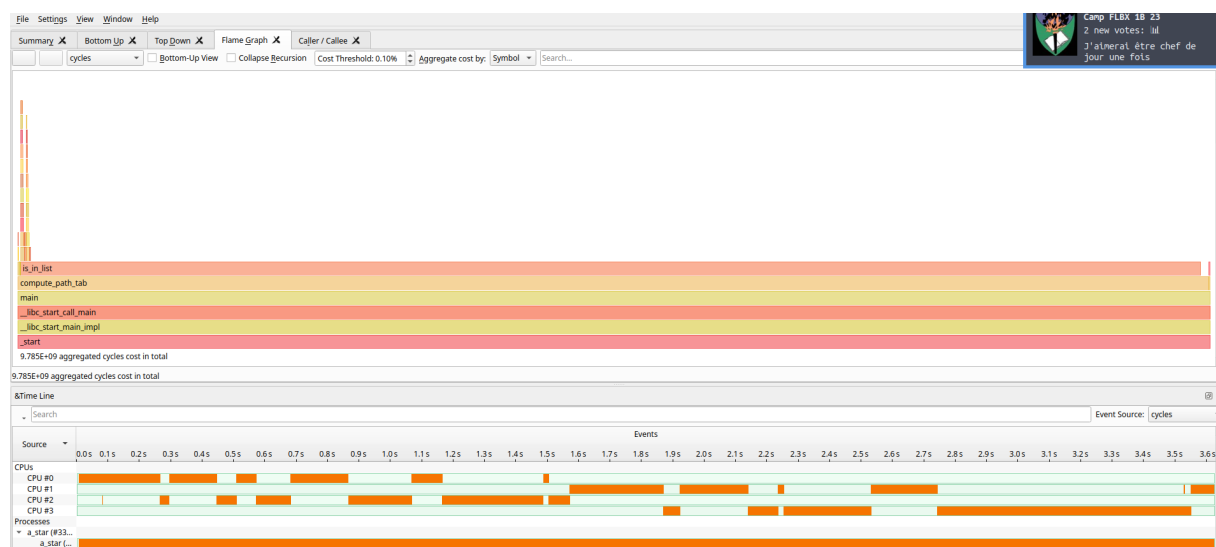 File Settings View Window Help
Camp FLBX 1B 23
2 new votes:
J'aimerai être chef de
jour une fois
Summary Bottom Up Top Down Flame Graph Caller / Callee
cycles Bottom-Up View Collapse Recursion Cost Threshold: 0.10% Aggregate cost by: Symbol Search...
is_in_list
compute_path_tab
main
__libc_start_call_main
__libc_start_main_impl
_start
9.785E+09 aggregated cycles cost in total
9.785E+09 aggregated cycles cost in total
&Time Line
Search Event Source: cycles
Source Events
0.0s 0.1s 0.2s 0.3s 0.4s 0.5s 0.6s 0.7s 0.8s 0.9s 1.0s 1.1s 1.2s 1.3s 1.4s 1.5s 1.6s 1.7s 1.8s 1.9s 2.0s 2.1s 2.2s 2.3s 2.4s 2.5s 2.6s 2.7s 2.8s 2.9s 3.0s 3.1s 3.2s 3.3s 3.4s 3.5s 3.6s
CPUs
CPU #0
CPU #1
CPU #2
CPU #3
Processes
a_star (#33...
a_star (...